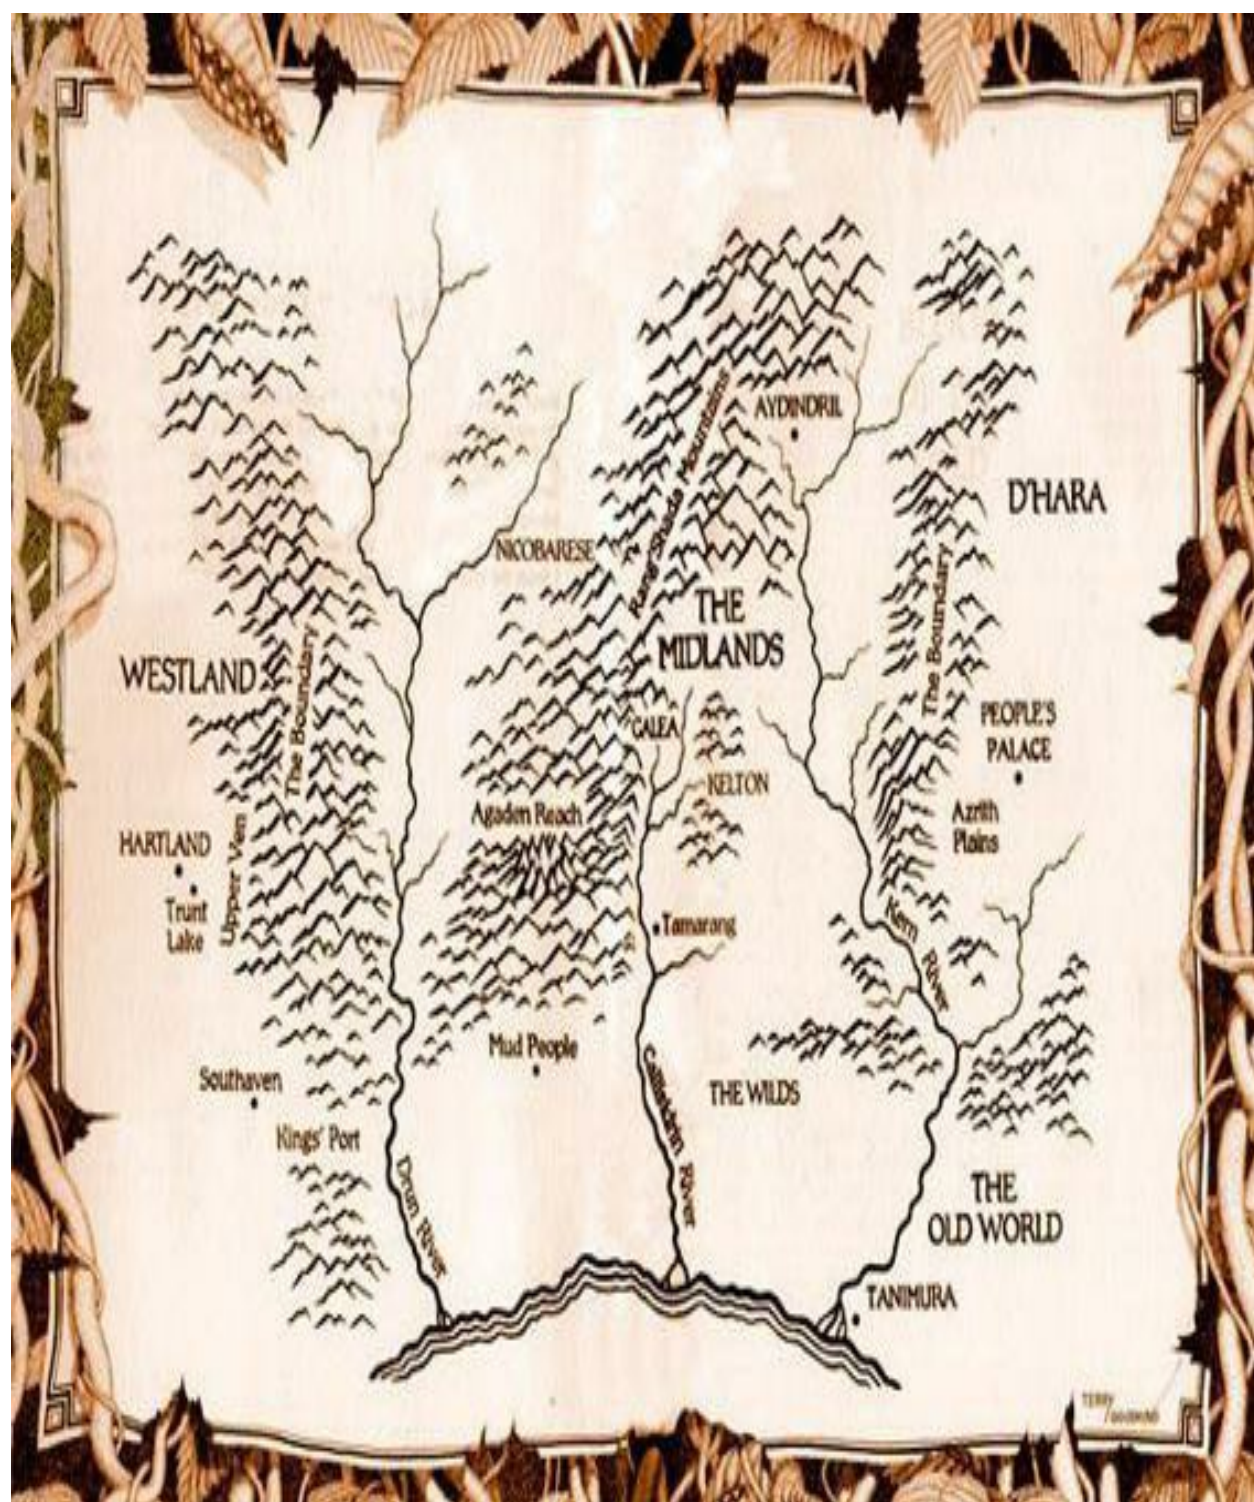 AYDINDRIL
Rang'Shada Mountains
D'HARA
NICOBARESE
The Boundary
THE
MIDLANDS
WESTLAND
The Boundary
GALEA
PEOPLE'S
PALACE
KELTON
Agaden Reach
Azrith
Plains
HARTLAND
Upper Ven
Trunt
Lake
Kern River
Tamarang
Mud People
Southaven
THE WILDS
Kings' Port
Callisidrin River
Drun River
THE
OLD WORLD
TANIMURA
TERRY
GOODKIND